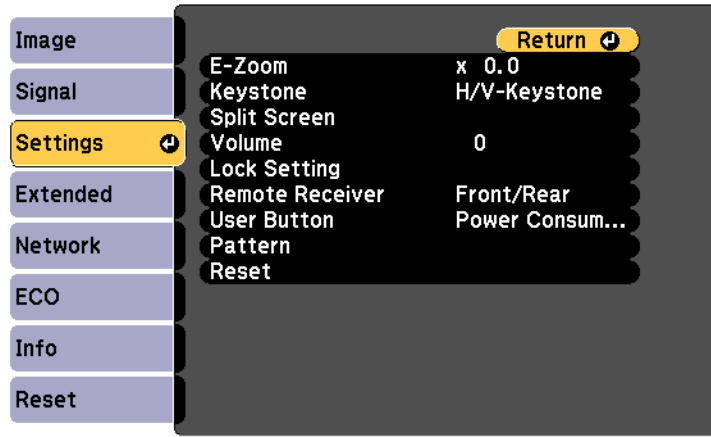 Image
Signal
Settings
Extended
Network
ECO
Info
Reset
Return
E-Zoom x 0.0
Keystone H/V-Keystone
Split Screen
Volume 0
Lock Setting
Remote Receiver Front/Rear
User Button Power Consum...
Pattern
Reset